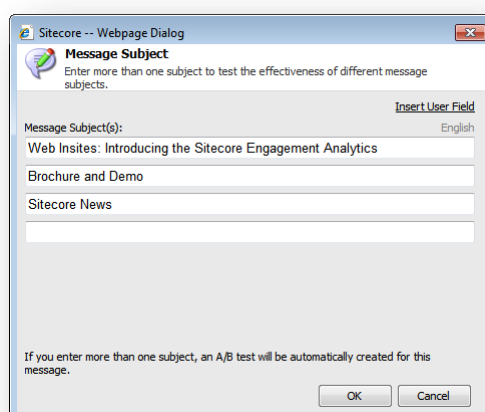 Sitecore -- Webpage Dialog
Message Subject
Enter more than one subject to test the effectiveness of different message
subjects.
Insert User Field
Message Subject(s): English
Web Insites: Introducing the Sitecore Engagement Analytics
Brochure and Demo
Sitecore News
If you enter more than one subject, an A/B test will be automatically created for this
message.
OK Cancel